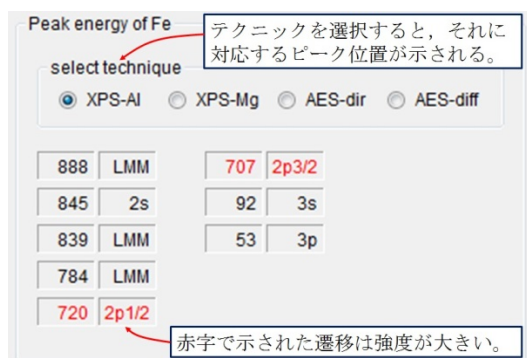 Peak energy of Fe
テクニックを選択すると，それに
対応するピーク位置が示される。
select technique
XPS-Al XPS-Mg AES-dir AES-diff
888 LMM 707 2p3/2
845 2s 92 3s
839 LMM 53 3p
784 LMM
720 2p1/2
赤字で示された遷移は強度が大きい。